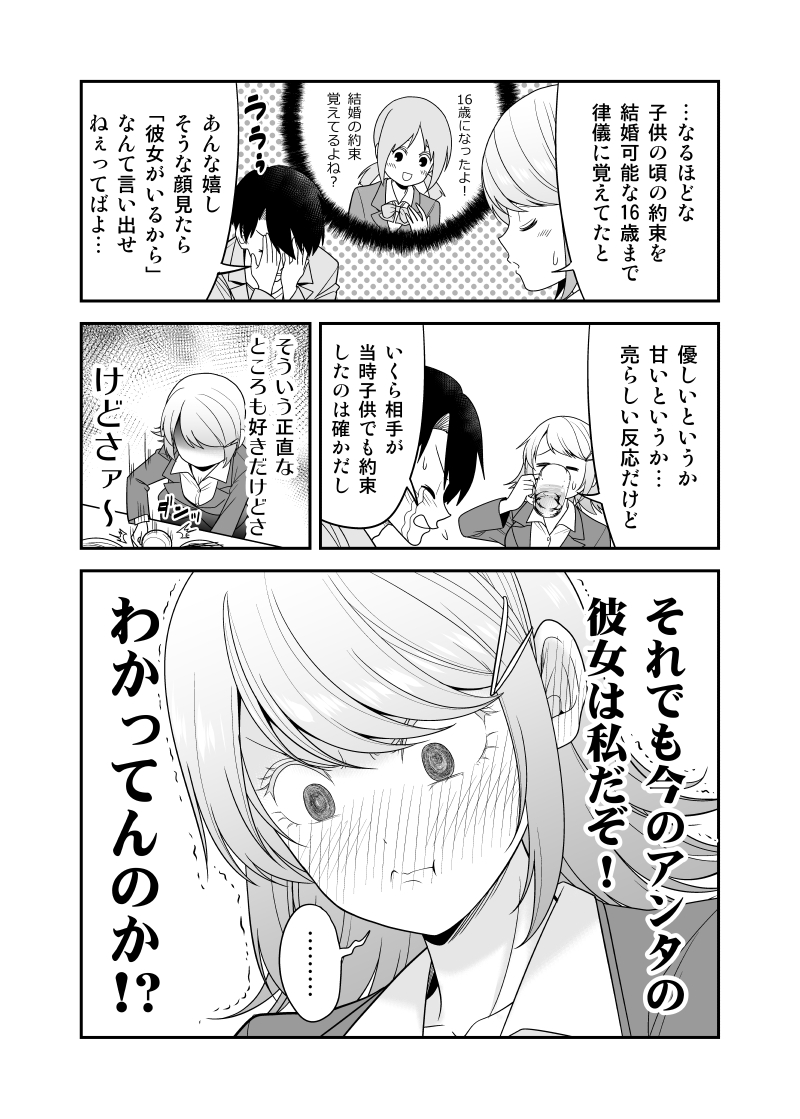 …なるほどな
子供の頃の約束を
結婚可能な16歳まで
律儀に覚えてたと
16歳になったよ！
結婚の約束
覚えてるよね？
うぅぅ
あんな嬉し
そうな顔見たら
「彼女がいるから」
なんて言い出せ
ねぇってばよ…
優しいというか
甘いというか…
亮らしい反応だけど
いくら相手が
当時子供でも約束
したのは確かだし
そういう正直な
ところも好きだけどさ
けどさァ～
ダンッ
それでも今のアンタの
彼女は私だぞ！
わかってんのか!?
………